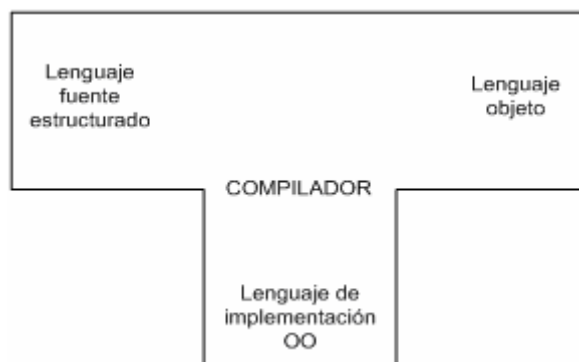 Lenguaje
fuente
estructurado
Lenguaje
objeto
COMPILADOR
Lenguaje de
implementación
OO